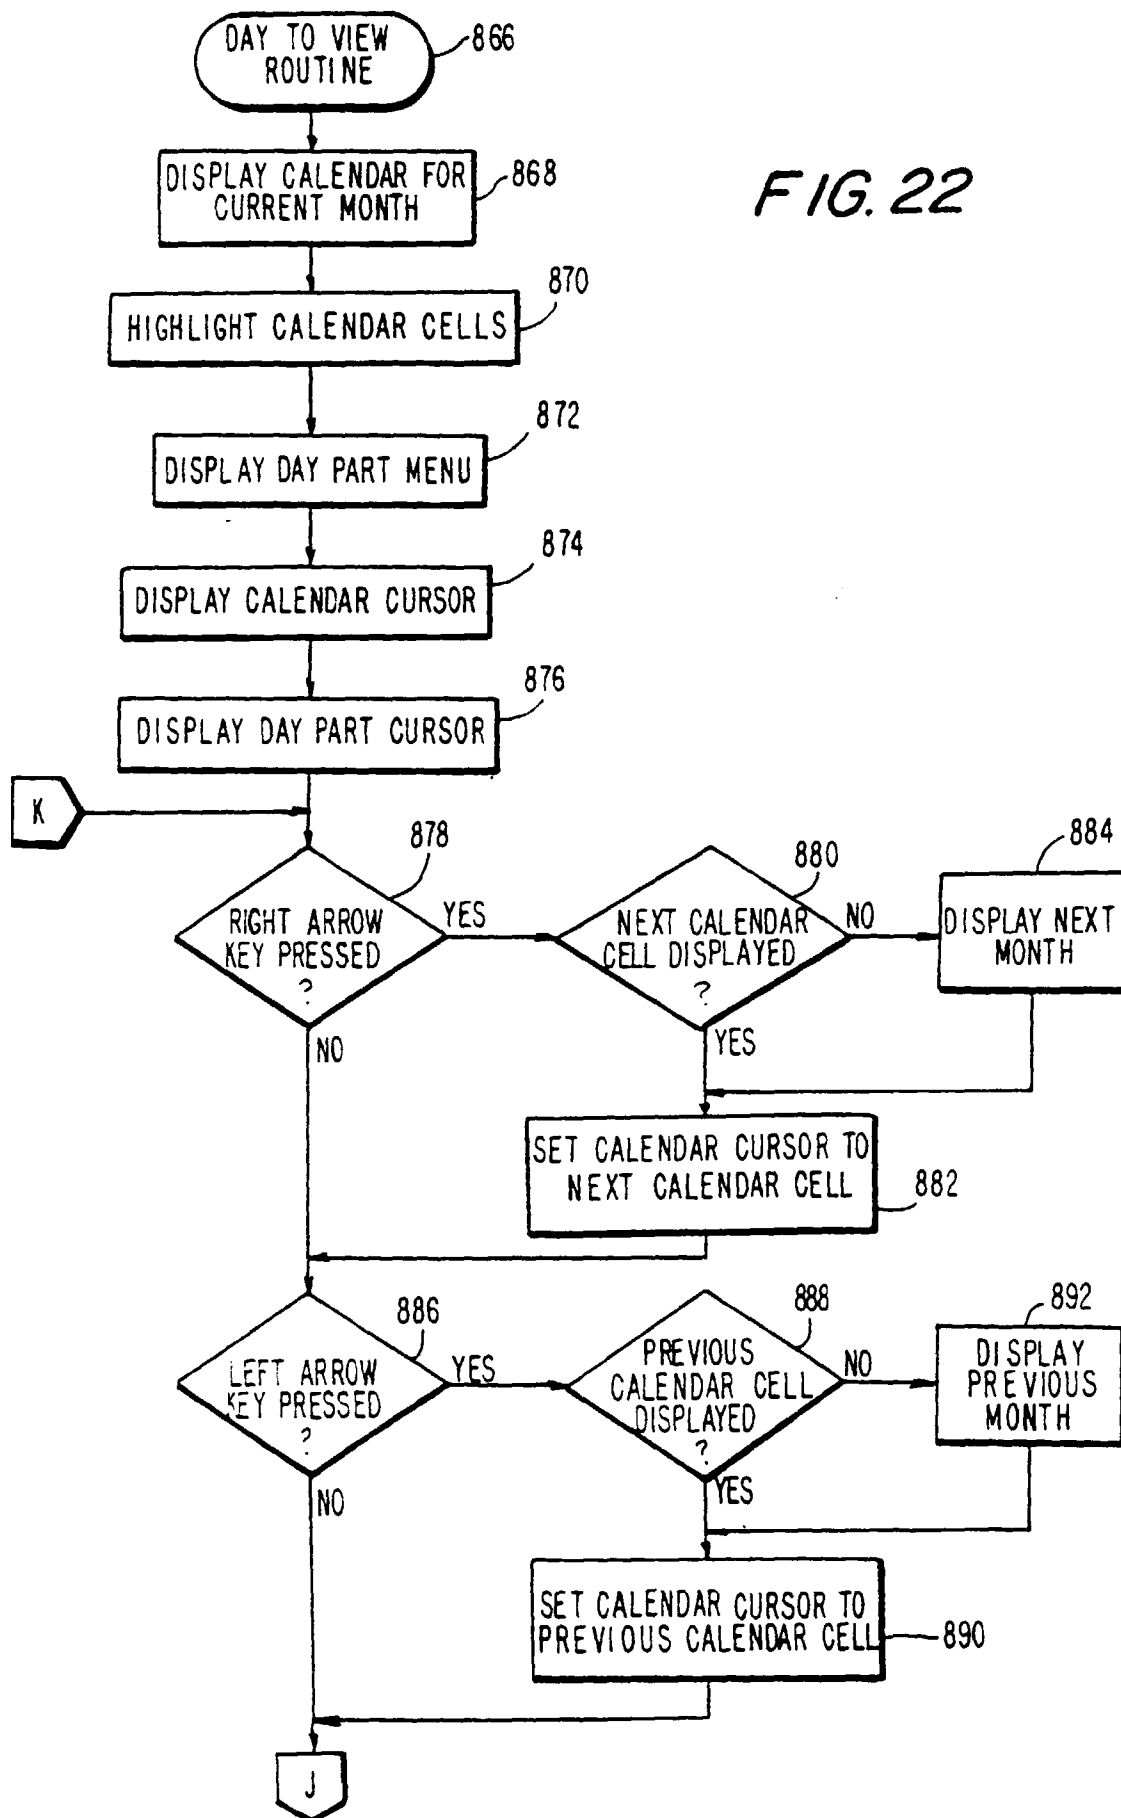 DAY TO VIEW
ROUTINE
866
DISPLAY CALENDAR FOR
CURRENT MONTH
868
FIG. 22
870
HIGHLIGHT CALENDAR CELLS
872
DISPLAY DAY PART MENU
874
DISPLAY CALENDAR CURSOR
876
DISPLAY DAY PART CURSOR
K
878
RIGHT ARROW
KEY PRESSED
?
YES
NO
880
NEXT CALENDAR
CELL DISPLAYED
?
NO
YES
884
DISPLAY NEXT
MONTH
SET CALENDAR CURSOR TO
NEXT CALENDAR CELL
882
886
LEFT ARROW
KEY PRESSED
?
YES
NO
888
PREVIOUS
CALENDAR CELL
DISPLAYED
?
NO
YES
892
DISPLAY
PREVIOUS
MONTH
SET CALENDAR CURSOR TO
PREVIOUS CALENDAR CELL
890
J